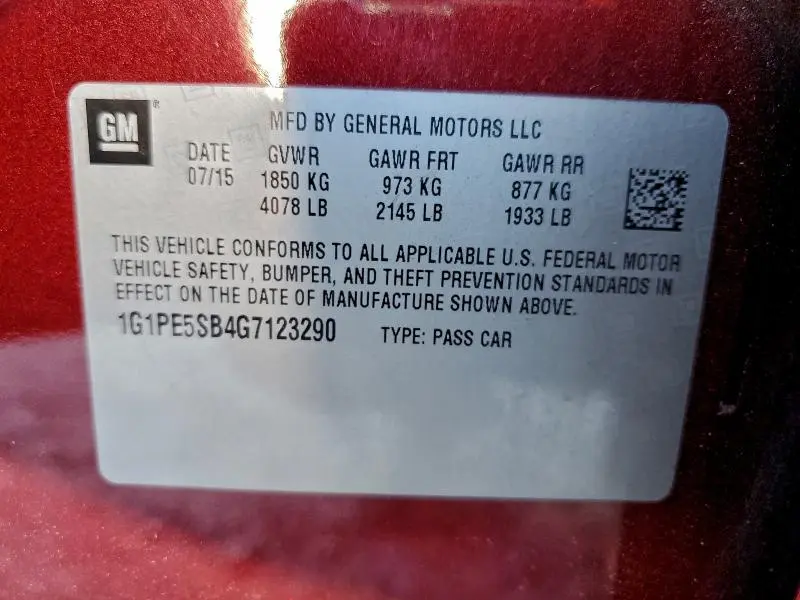 GM ®
MFD BY GENERAL MOTORS LLC
DATE GVWR GAWR FRT GAWR RR
07/15 1850 KG 973 KG 877 KG
4078 LB 2145 LB 1933 LB
THIS VEHICLE CONFORMS TO ALL APPLICABLE U.S. FEDERAL MOTOR
VEHICLE SAFETY, BUMPER, AND THEFT PREVENTION STANDARDS IN
EFFECT ON THE DATE OF MANUFACTURE SHOWN ABOVE.
1G1PE5SB4G7123290 TYPE: PASS CAR